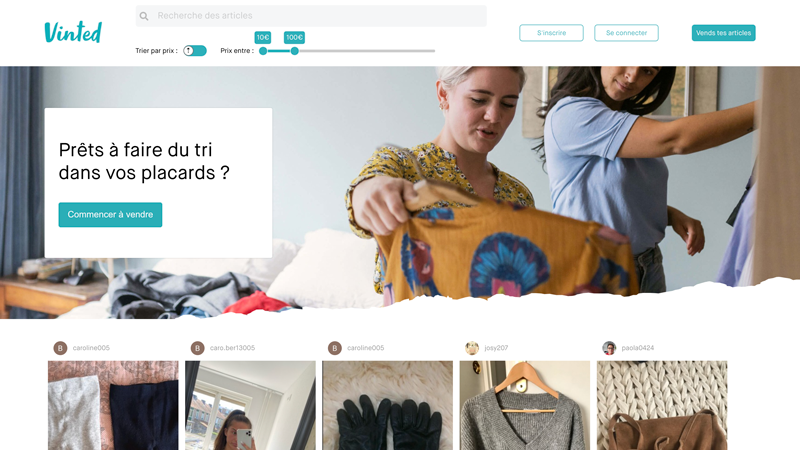 Vinted
Recherche des articles
Trier par prix :
Prix entre :
10€
100€
S'inscrire
Se connecter
Vends tes articles
Prêts à faire du tri
dans vos placards ?
Commencer à vendre
B
caroline005
B
caro.ber13005
B
caroline005
josy207
paola0424